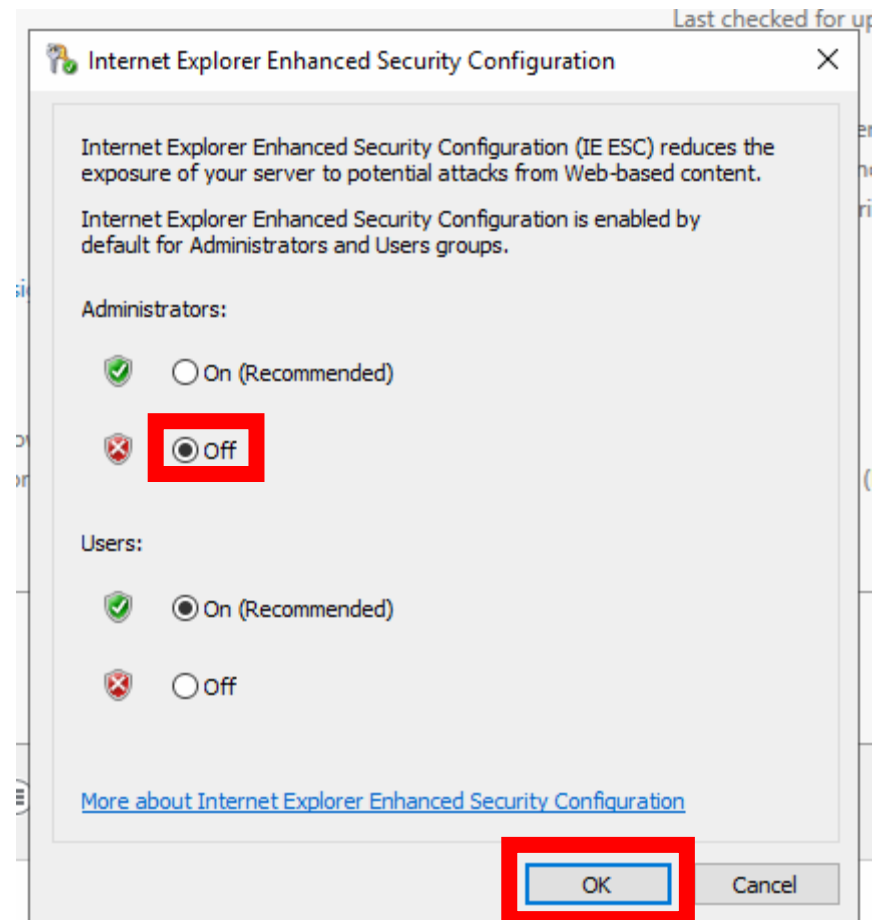 Last checked for up
Internet Explorer Enhanced Security Configuration
Internet Explorer Enhanced Security Configuration (IE ESC) reduces the
exposure of your server to potential attacks from Web-based content.
Internet Explorer Enhanced Security Configuration is enabled by
default for Administrators and Users groups.
Administrators:
On (Recommended)
Off
Users:
On (Recommended)
Off
More about Internet Explorer Enhanced Security Configuration
OK
Cancel